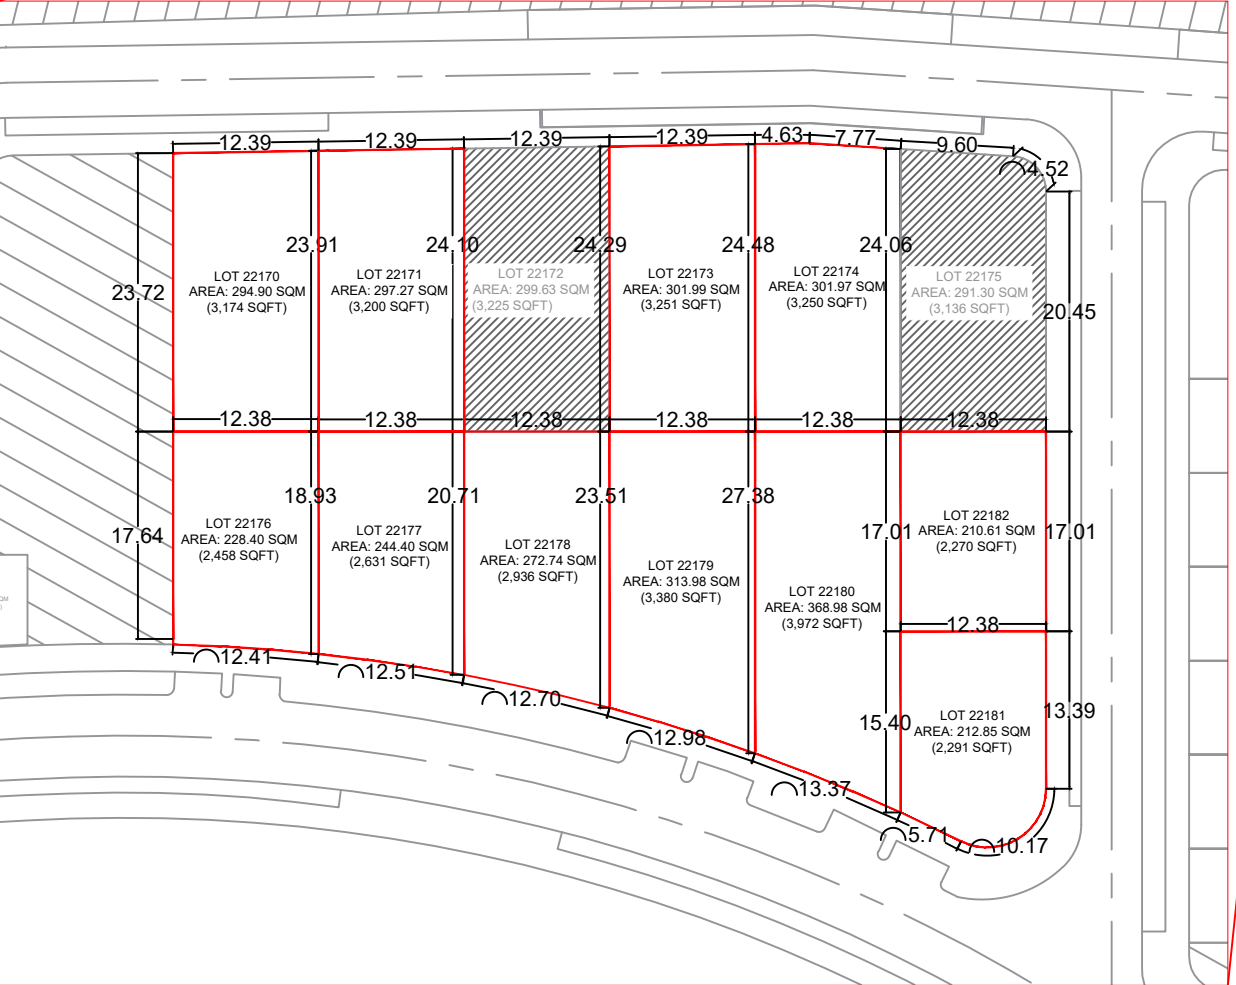 12.39
12.39
12.39
12.39
4.63
7.77
9.60
4.52
23.72
23.91
24.10
24.29
24.48
24.06
20.45
LOT 22170
AREA: 294.90 SQM
(3,174 SQFT)
LOT 22171
AREA: 297.27 SQM
(3,200 SQFT)
LOT 22172
AREA: 299.63 SQM
(3,225 SQFT)
LOT 22173
AREA: 301.99 SQM
(3,251 SQFT)
LOT 22174
AREA: 301.97 SQM
(3,250 SQFT)
LOT 22175
AREA: 291.30 SQM
(3,136 SQFT)
12.38
12.38
12.38
12.38
12.38
12.38
17.64
18.93
20.71
23.51
27.38
17.01
17.01
LOT 22176
AREA: 228.40 SQM
(2,458 SQFT)
LOT 22177
AREA: 244.40 SQM
(2,631 SQFT)
LOT 22178
AREA: 272.74 SQM
(2,936 SQFT)
LOT 22179
AREA: 313.98 SQM
(3,380 SQFT)
LOT 22180
AREA: 368.98 SQM
(3,972 SQFT)
LOT 22182
AREA: 210.61 SQM
(2,270 SQFT)
12.38
15.40
LOT 22181
AREA: 212.85 SQM
(2,291 SQFT)
13.39
12.41
12.51
12.70
12.98
13.37
5.71
10.17